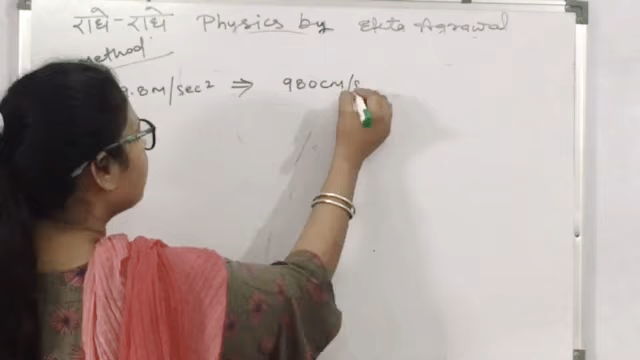 राधे-राधे Physics by Ekta Agrawal
method
9.8M/sec² ⇒ 980CM/s